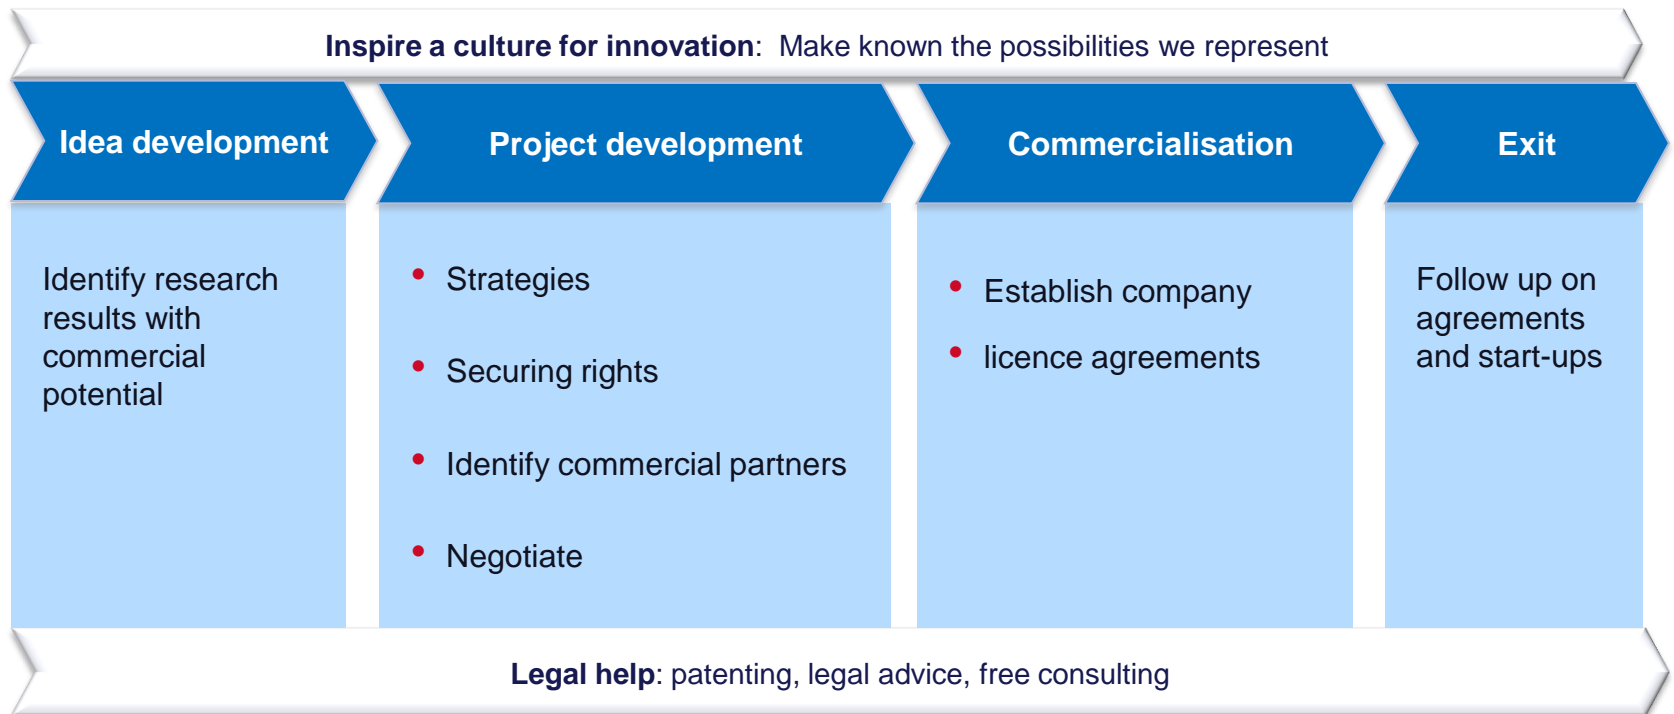 Inspire a culture for innovation:  Make known the possibilities we represent
Idea development
Project development
Commercialisation
Exit
Identify research
results with
commercial
potential
• Strategies
• Securing rights
• Identify commercial partners
• Negotiate
• Establish company
• licence agreements
Follow up on
agreements
and start-ups
Legal help: patenting, legal advice, free consulting